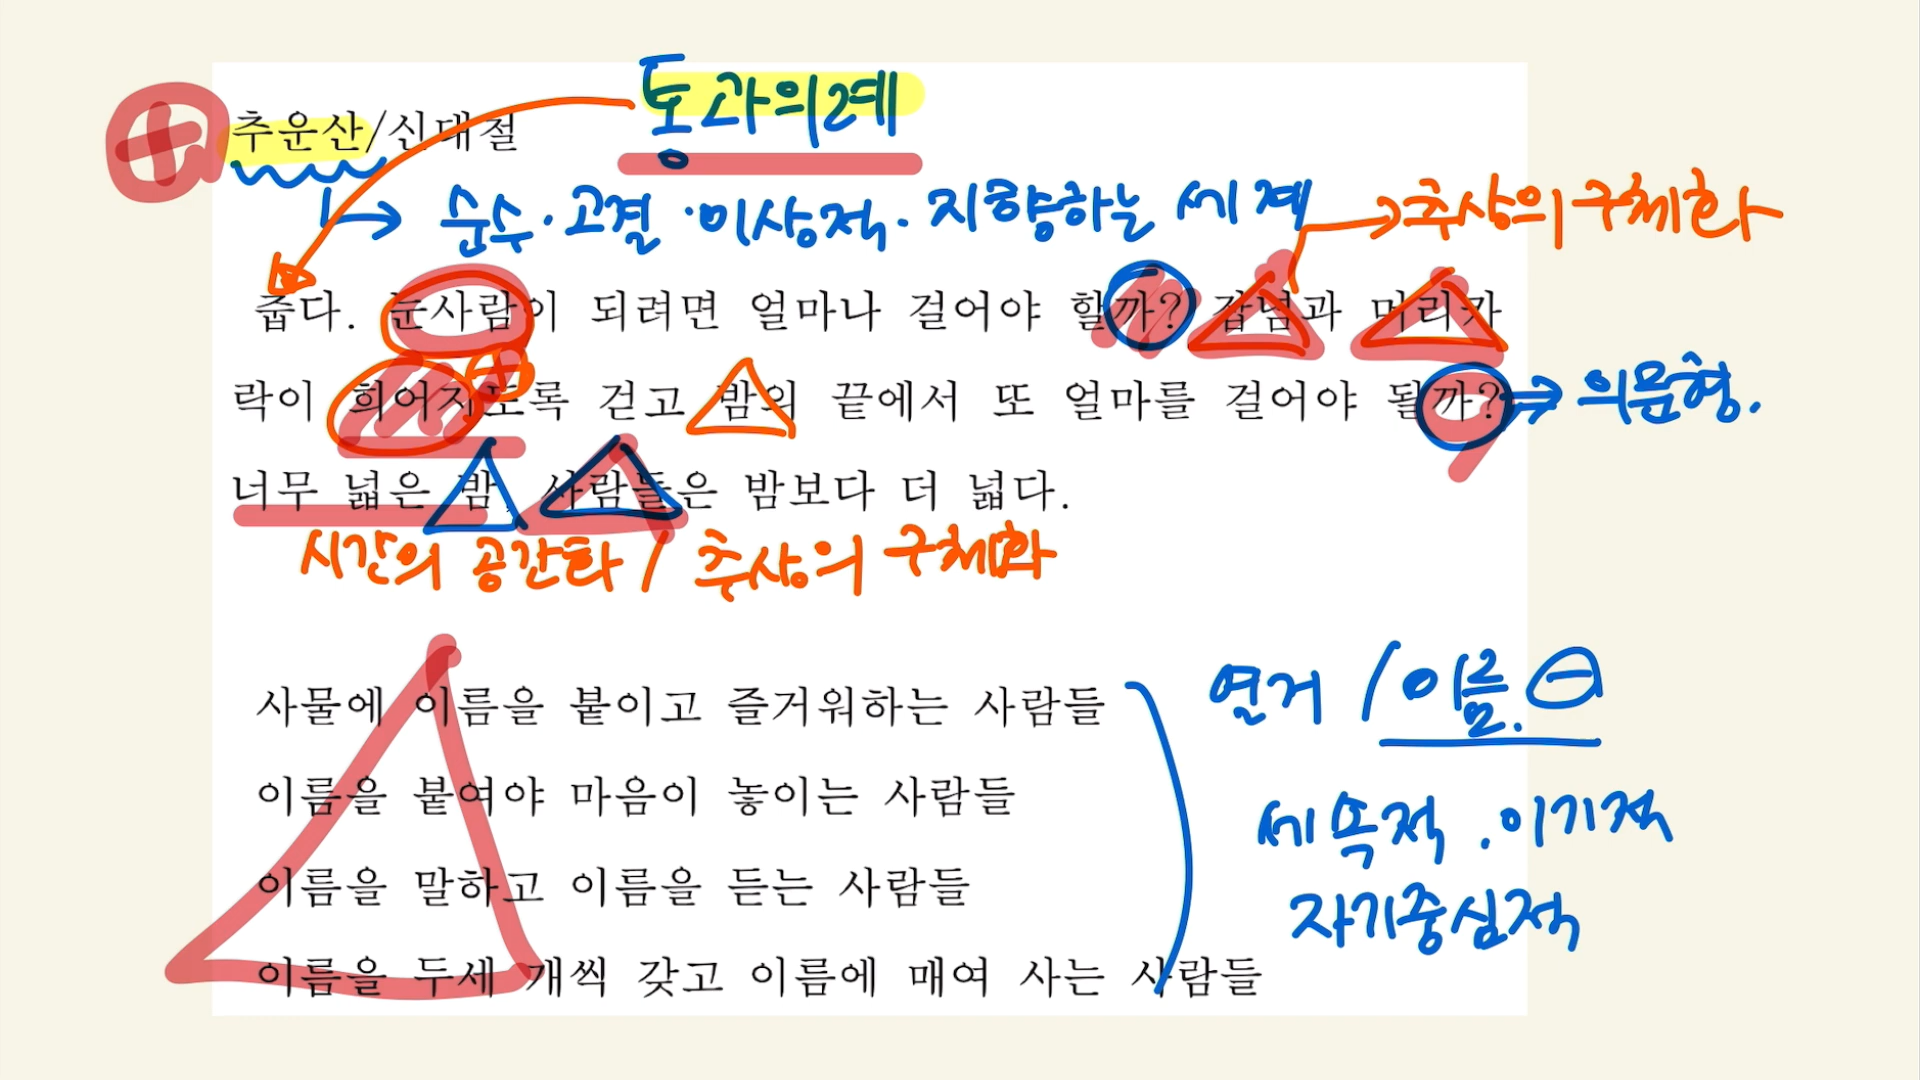 통과의례
추운산/신대철
순수·고결·이상적·지향하는 세계 → 추상의 구체화
춥다. 눈사람이 되려면 얼마나 걸어야 할까? 잡념과 머리카
락이 희어지도록 걷고 밤의 끝에서 또 얼마를 걸어야 될까? ⇒ 의문형.
너무 넓은 밤, 사람들은 밤보다 더 넓다.
시간의 공간화 / 추상의 구체화
사물에 이름을 붙이고 즐거워하는 사람들
열거 / 이름. ⊖
이름을 붙여야 마음이 놓이는 사람들
세속적. 이기적
이름을 말하고 이름을 듣는 사람들
자기중심적
이름을 두세 개씩 갖고 이름에 매여 사는 사람들